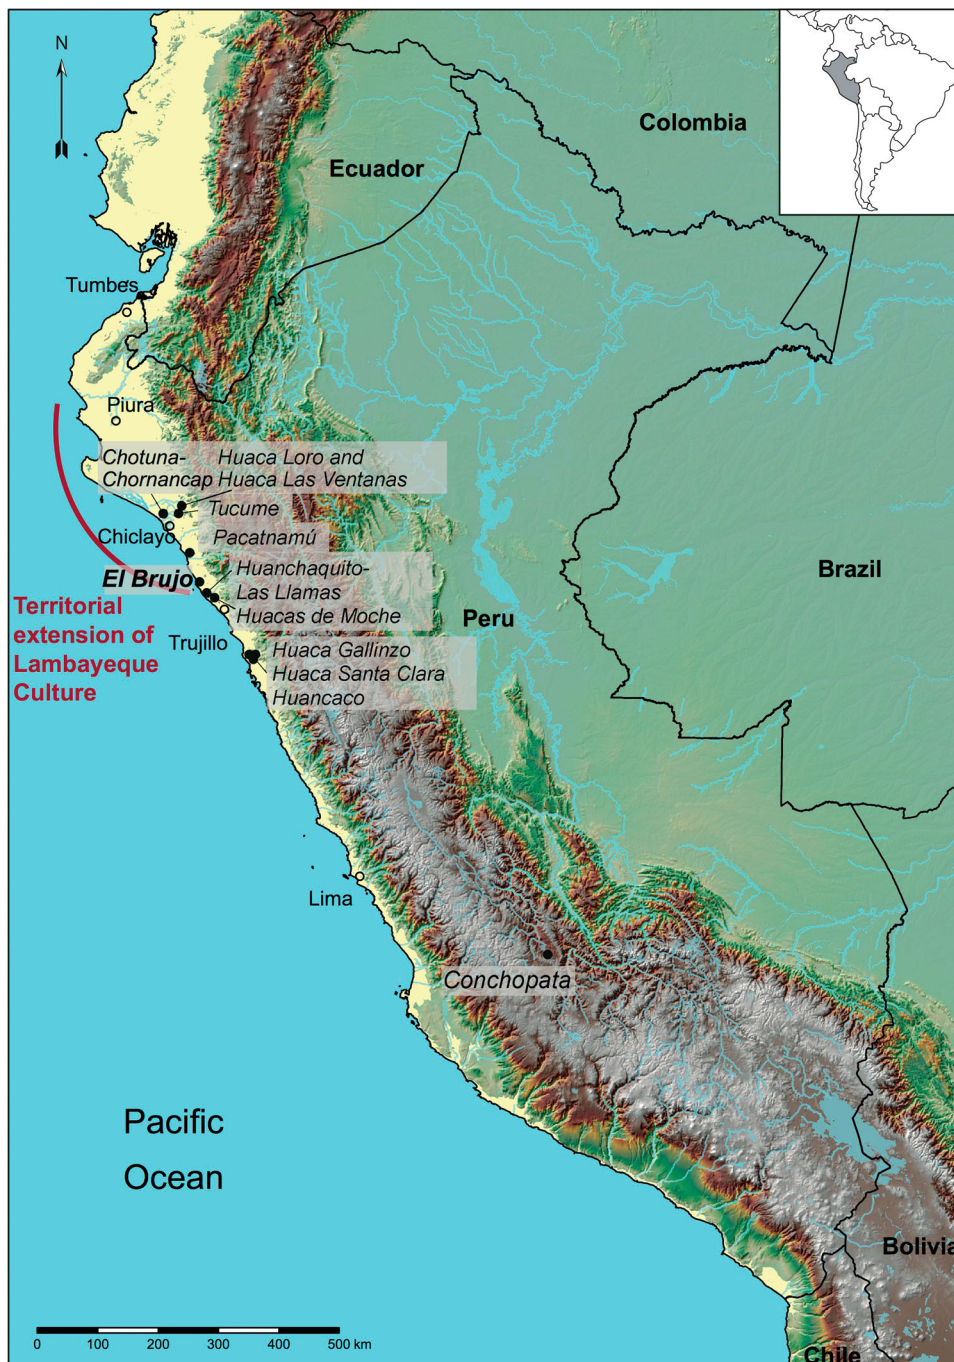 N
Colombia
Ecuador
Tumbes
Piura
Chotuna-
Chornancap
Huaca Loro and
Huaca Las Ventanas
Tucume
Chiclayo
Pacatnamú
El Brujo
Huanchaquito-
Las Llamas
Huacas de Moche
Brazil
Peru
Territorial
extension of
Lambayeque
Culture
Trujillo
Huaca Gallinzo
Huaca Santa Clara
Huancaco
Lima
Conchopata
Pacific
Ocean
Bolivia
Chile
0 100 200 300 400 500 km